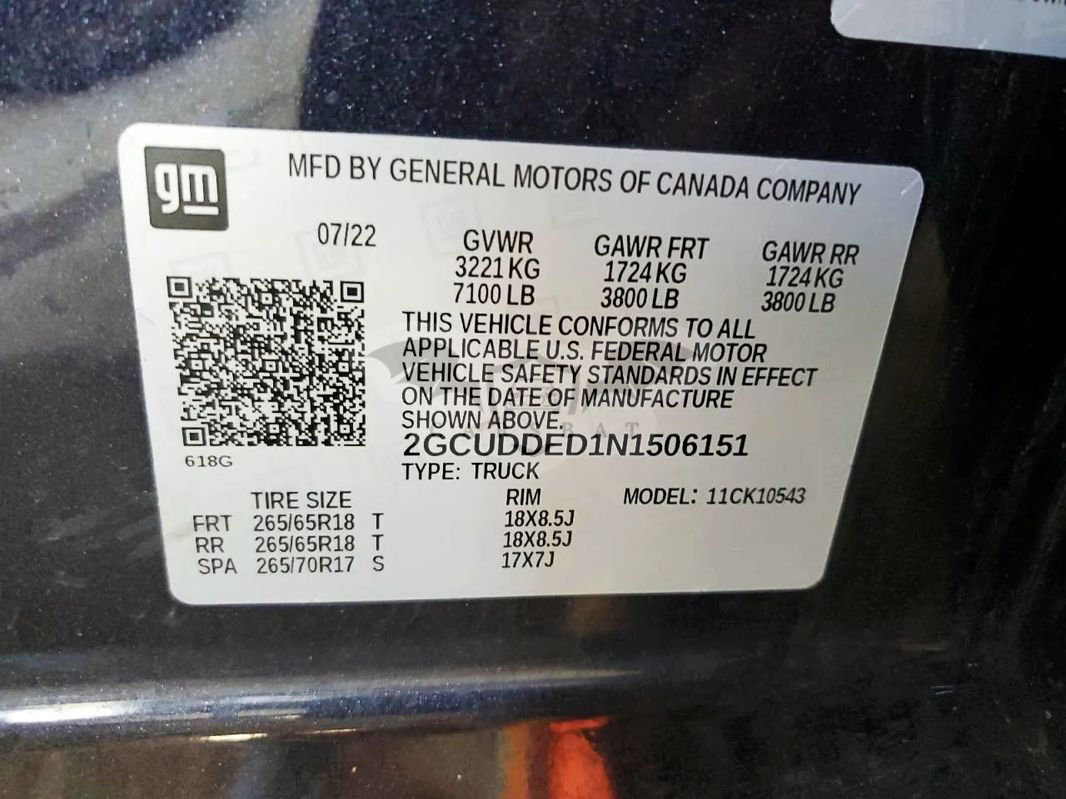 gm
MFD BY GENERAL MOTORS OF CANADA COMPANY
07/22
GVWR GAWR FRT GAWR RR
3221 KG 1724 KG 1724 KG
7100 LB 3800 LB 3800 LB
THIS VEHICLE CONFORMS TO ALL
APPLICABLE U.S. FEDERAL MOTOR
VEHICLE SAFETY STANDARDS IN EFFECT
ON THE DATE OF MANUFACTURE
SHOWN ABOVE.
2GCUDDED1N1506151
618G
TYPE: TRUCK
TIRE SIZE RIM MODEL: 11CK10543
FRT 265/65R18 T 18X8.5J
RR 265/65R18 T 18X8.5J
SPA 265/70R17 S 17X7J